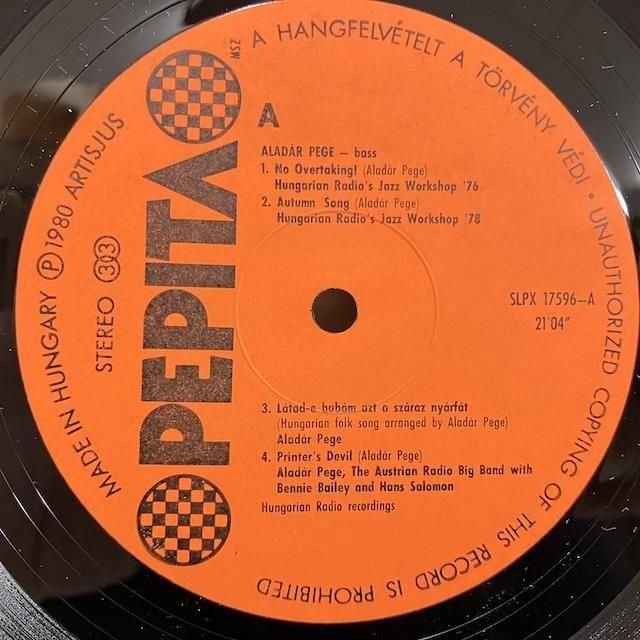 A HANGFELVÉTELT A TÖRVÉNY VÉDI • UNAUTHORIZED COPYING OF THIS RECORD IS PROHIBITED
MADE IN HUNGARY Ⓟ 1980 ARTISJUS
STEREO 33
PEPITA
MSZ
A
ALADÁR PEGE – bass
1. No Overtaking! (Aladár Pege)
Hungarian Radio's Jazz Workshop '76
2. Autumn Song (Aladár Pege)
Hungarian Radio's Jazz Workshop '78
SLPX 17596–A
21'04"
3. Látod-e babám azt a száraz nyárfát
(Hungarian folk song arranged by Aladár Pege)
Aladár Pege
4. Printer's Devil (Aladár Pege)
Aladár Pege, The Austrian Radio Big Band with
Bennie Bailey and Hans Salomon
Hungarian Radio recordings